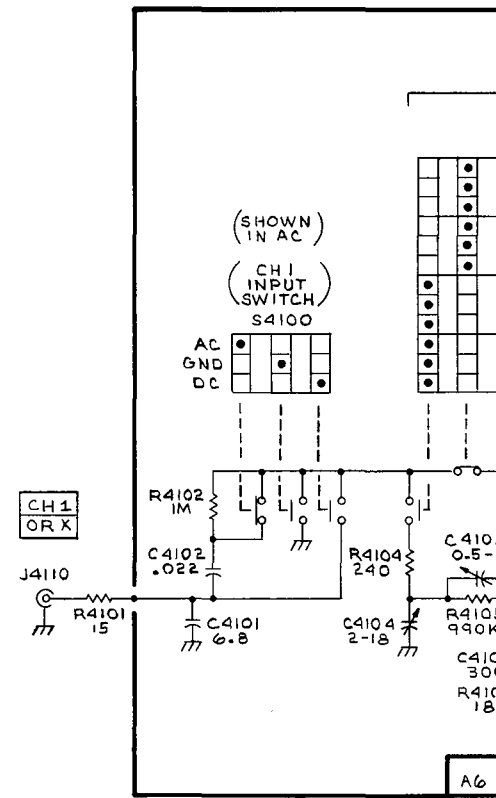 (SHOWN
IN AC)
(CH 1
INPUT
SWITCH)
S4100
AC
GND
DC
R4102
1M
CH 1
OR X
C4102
.022
R4104
240
J4110
R4101
15
C4101
6.8
C4104
2-18
0.5-
990K
A6